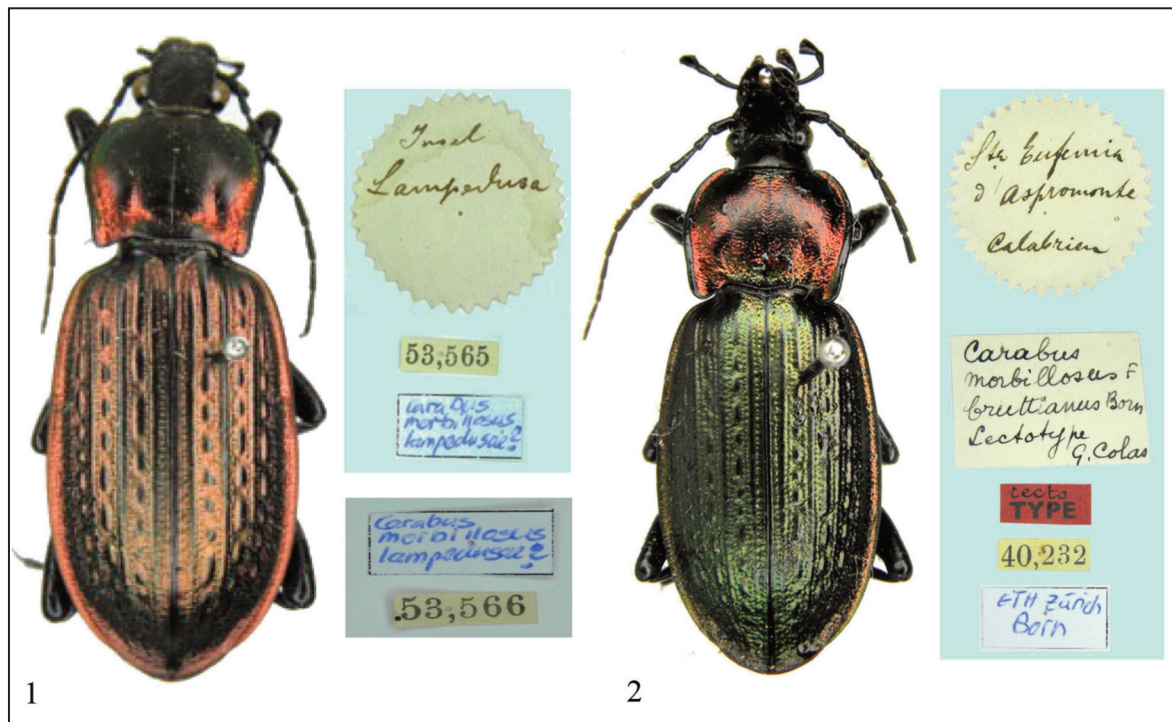 Insel
Lampedusa
53,565
Carabus
morbillosus
lampedusae?
Carabus
morbillosus
lampedusae?
53,566
1
Sta Eufemia
d'Aspromonte
Calabrien
Carabus
morbillosus F
bruttianus Born
Lectotype
G. Colas
Lecto
TYPE
40,232
ETH Zürich
Born
2